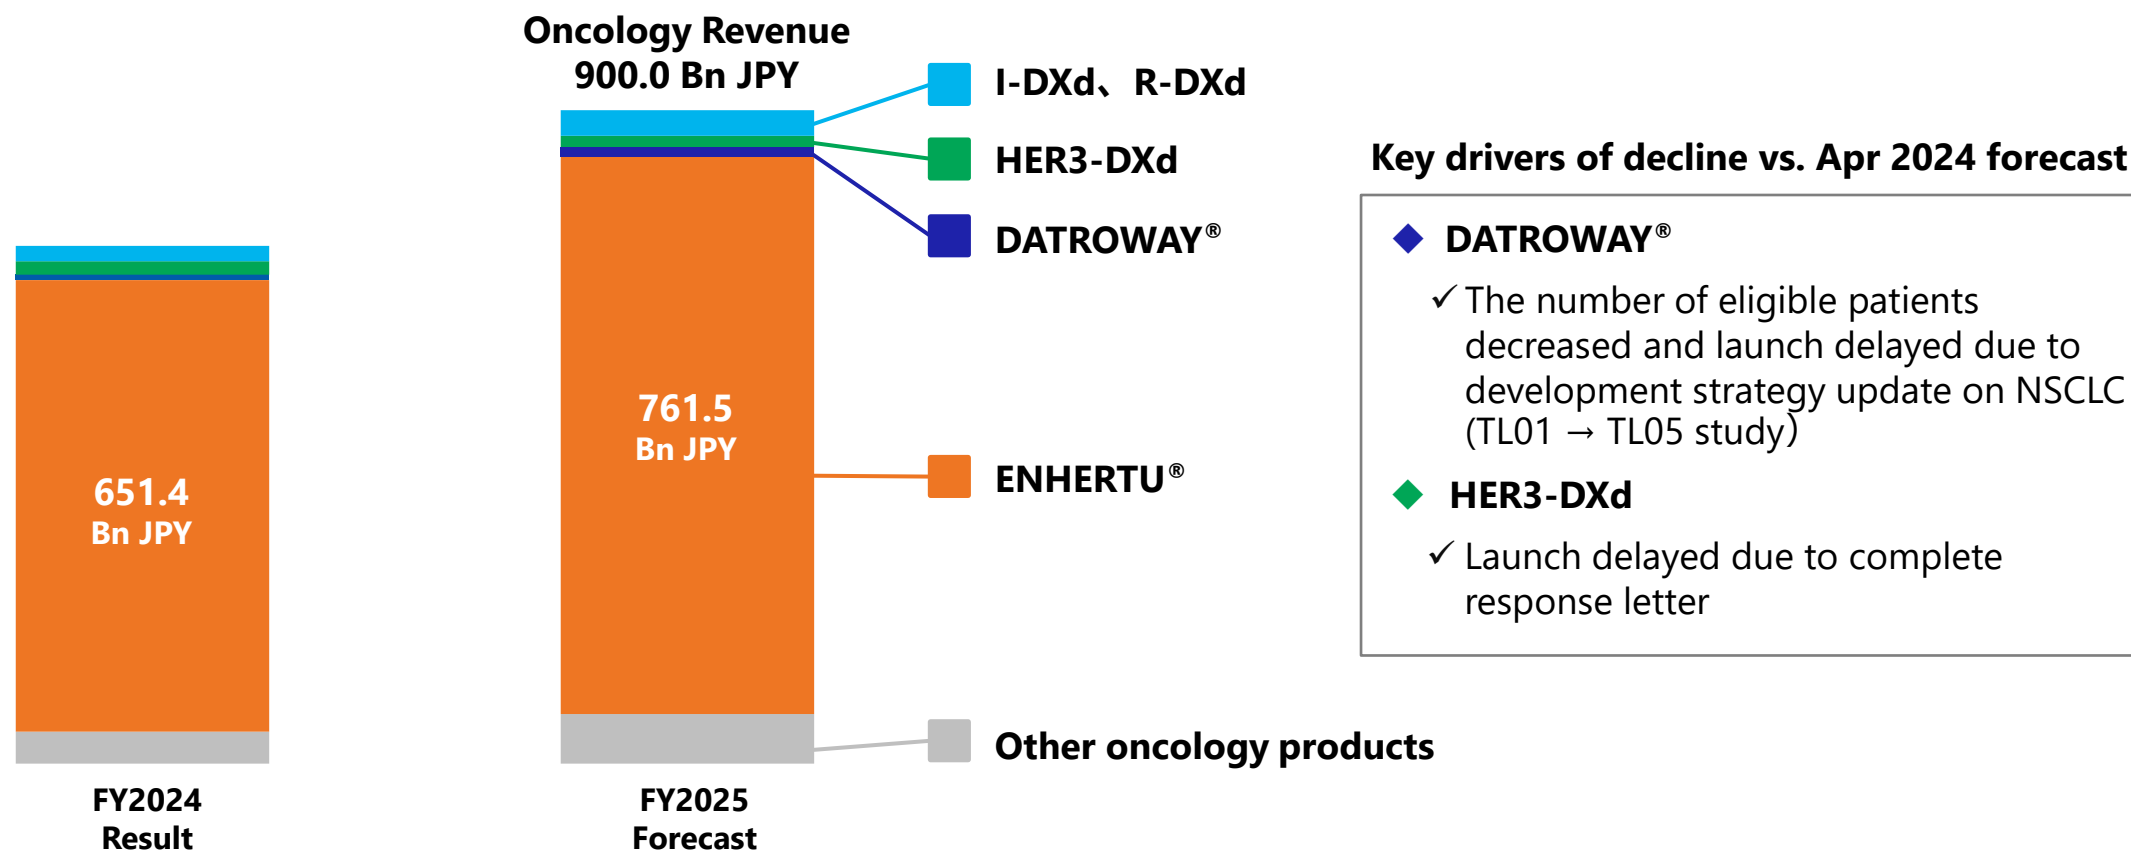 Oncology Revenue
900.0 Bn JPY
I-DXd、R-DXd
HER3-DXd
DATROWAY®
ENHERTU®
Other oncology products
651.4
Bn JPY
761.5
Bn JPY
FY2024
Result
FY2025
Forecast
Key drivers of decline vs. Apr 2024 forecast
◆ DATROWAY®
✓ The number of eligible patients
decreased and launch delayed due to
development strategy update on NSCLC
(TL01 → TL05 study）
◆ HER3-DXd
✓ Launch delayed due to complete
response letter